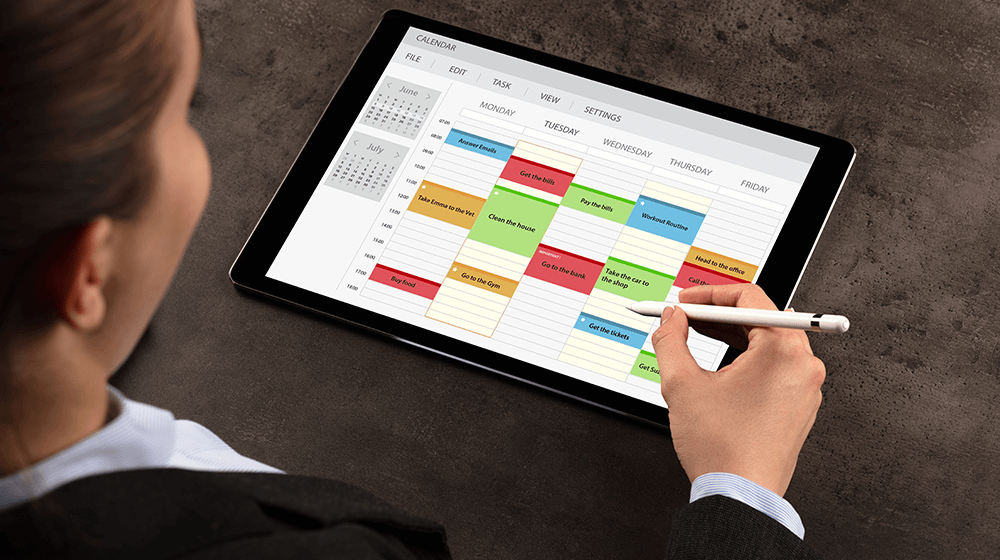 CALENDAR
FILE EDIT TASK VIEW SETTINGS
June
July
MONDAY TUESDAY WEDNESDAY THURSDAY FRIDAY
07:00
08:00
09:00
10:00
11:00
12:00
13:00
14:00
15:00
16:00
17:00
18:00
Answer Emails
Take Emma to the Vet
Buy food
Get the bills
Clean the house
Go to the Gym
Pay the bills
IMPORTANT!
Go to the bank
Workout Routine
Take the car to
the shop
Get the tickets
Head to the office
Call the
Get Su